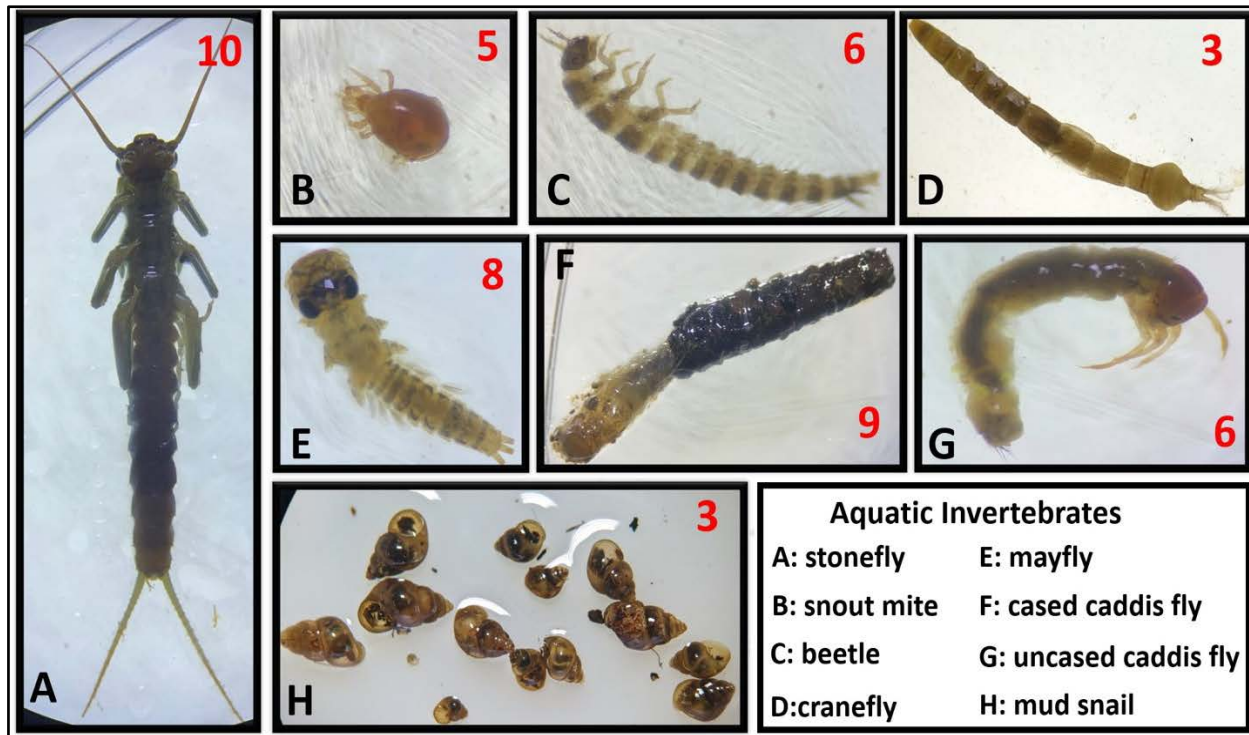 10
A
5
B
6
C
3
D
8
E
F
9
G
6
3
H
Aquatic Invertebrates
A: stonefly
B: snout mite
C: beetle
D:cranefly
E: mayfly
F: cased caddis fly
G: uncased caddis fly
H: mud snail